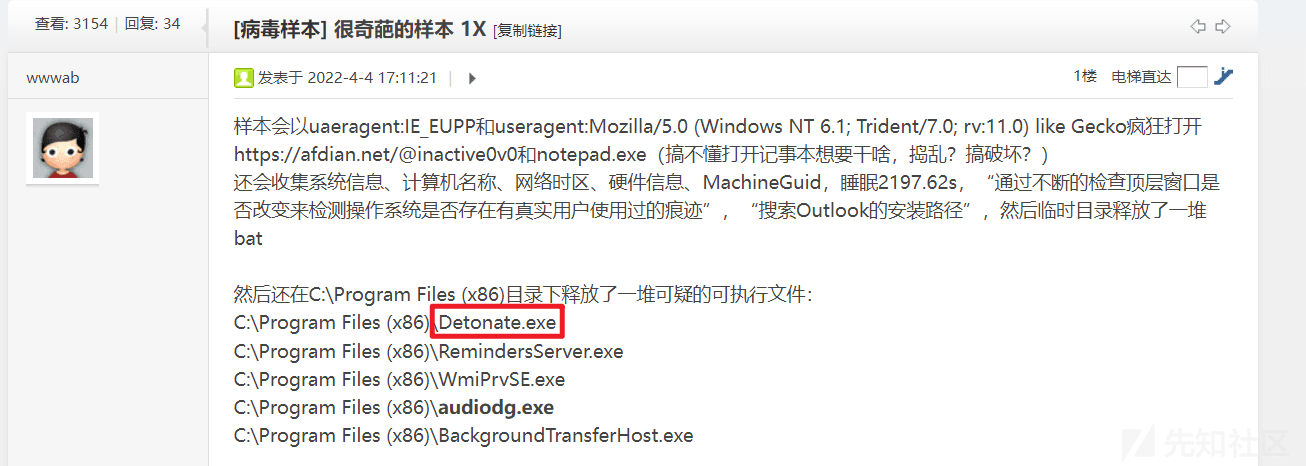 查看: 3154 | 回复: 34
[病毒样本] 很奇葩的样本 1X [复制链接]
wwwab
发表于 2022-4-4 17:11:21 |
1楼 电梯直达
样本会以uaeragent:IE_EUPP和useragent:Mozilla/5.0 (Windows NT 6.1; Trident/7.0; rv:11.0) like Gecko疯狂打开
https://afdian.net/@inactive0v0和notepad.exe（搞不懂打开记事本想要干啥，捣乱？搞破坏？）
还会收集系统信息、计算机名称、网络时区、硬件信息、MachineGuid，睡眠2197.62s，“通过不断的检查顶层窗口是
否改变来检测操作系统是否存在有真实用户使用过的痕迹”，“搜索Outlook的安装路径”，然后临时目录释放了一堆
bat
然后还在C:\Program Files (x86)目录下释放了一堆可疑的可执行文件：
C:\Program Files (x86)\Detonate.exe
C:\Program Files (x86)\RemindersServer.exe
C:\Program Files (x86)\WmiPrvSE.exe
C:\Program Files (x86)\audiodg.exe
C:\Program Files (x86)\BackgroundTransferHost.exe
先知社区